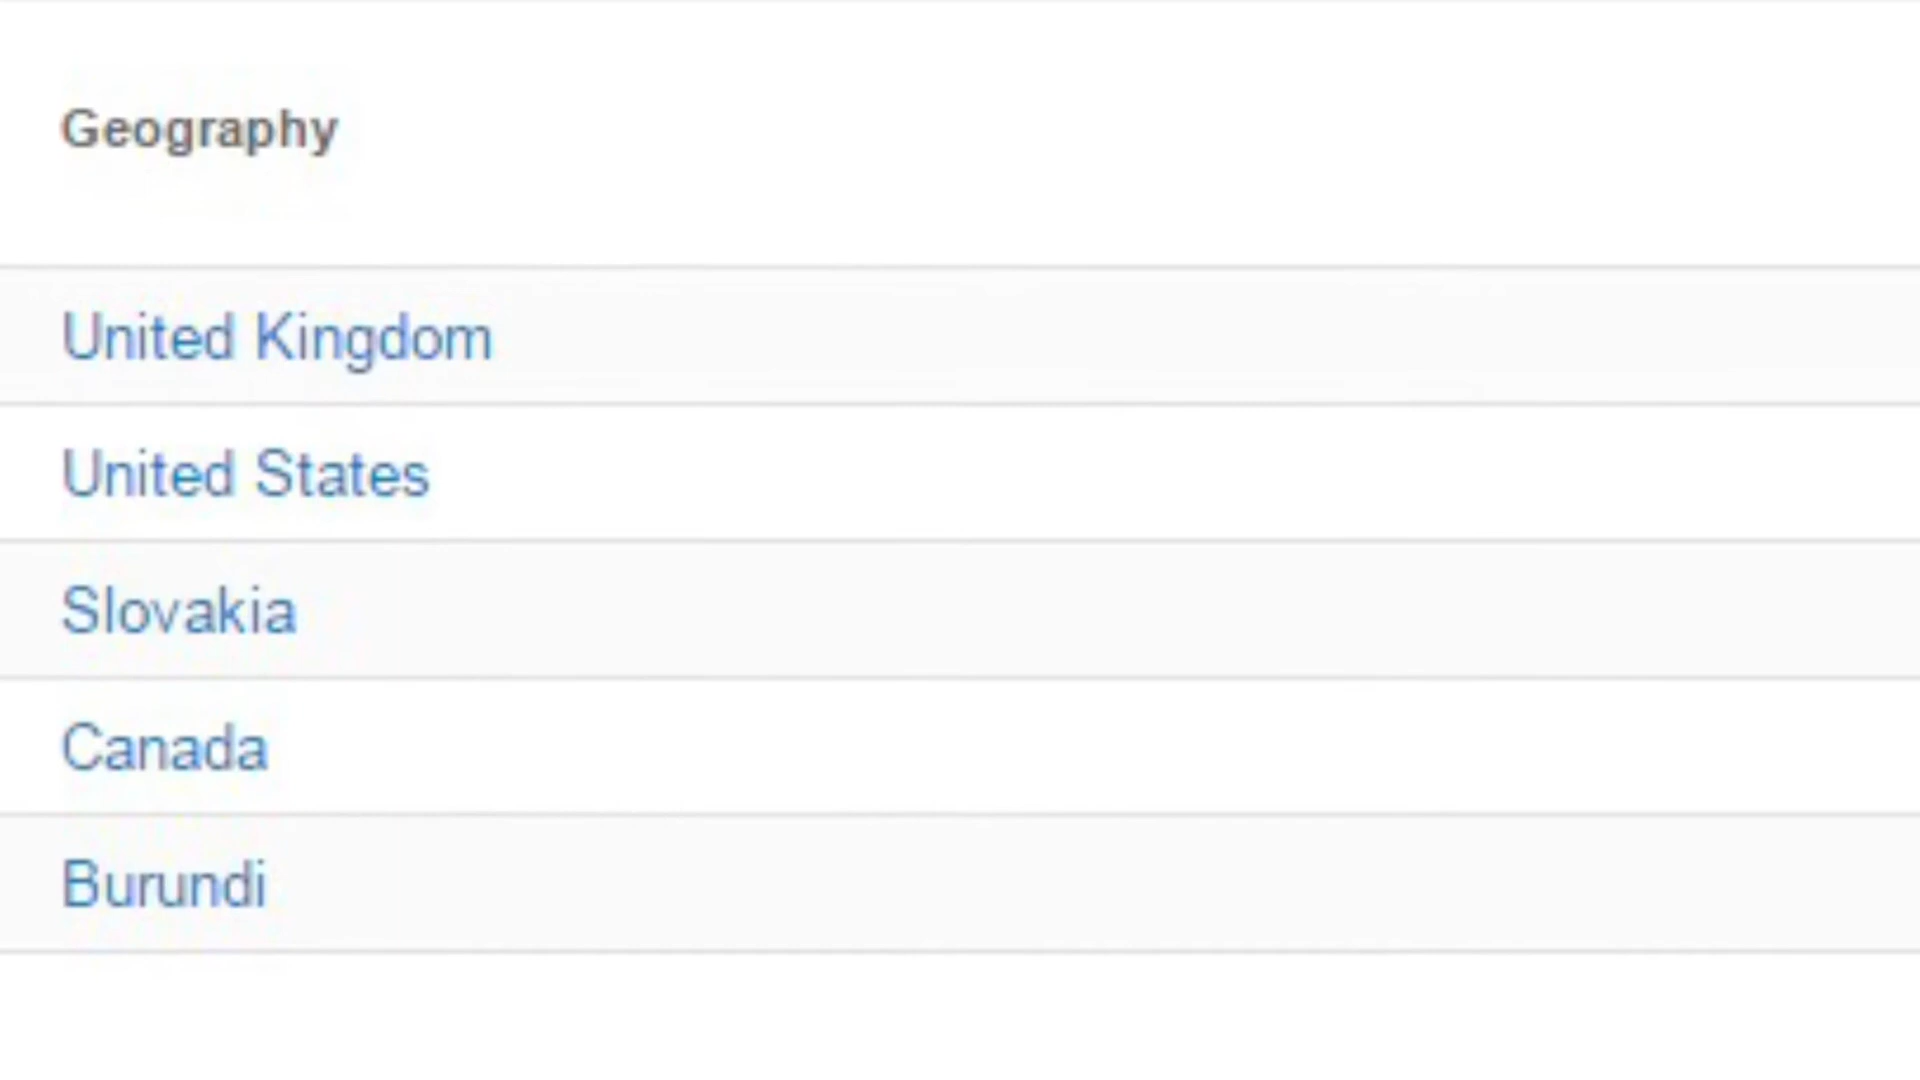 Geography
United Kingdom
United States
Slovakia
Canada
Burundi